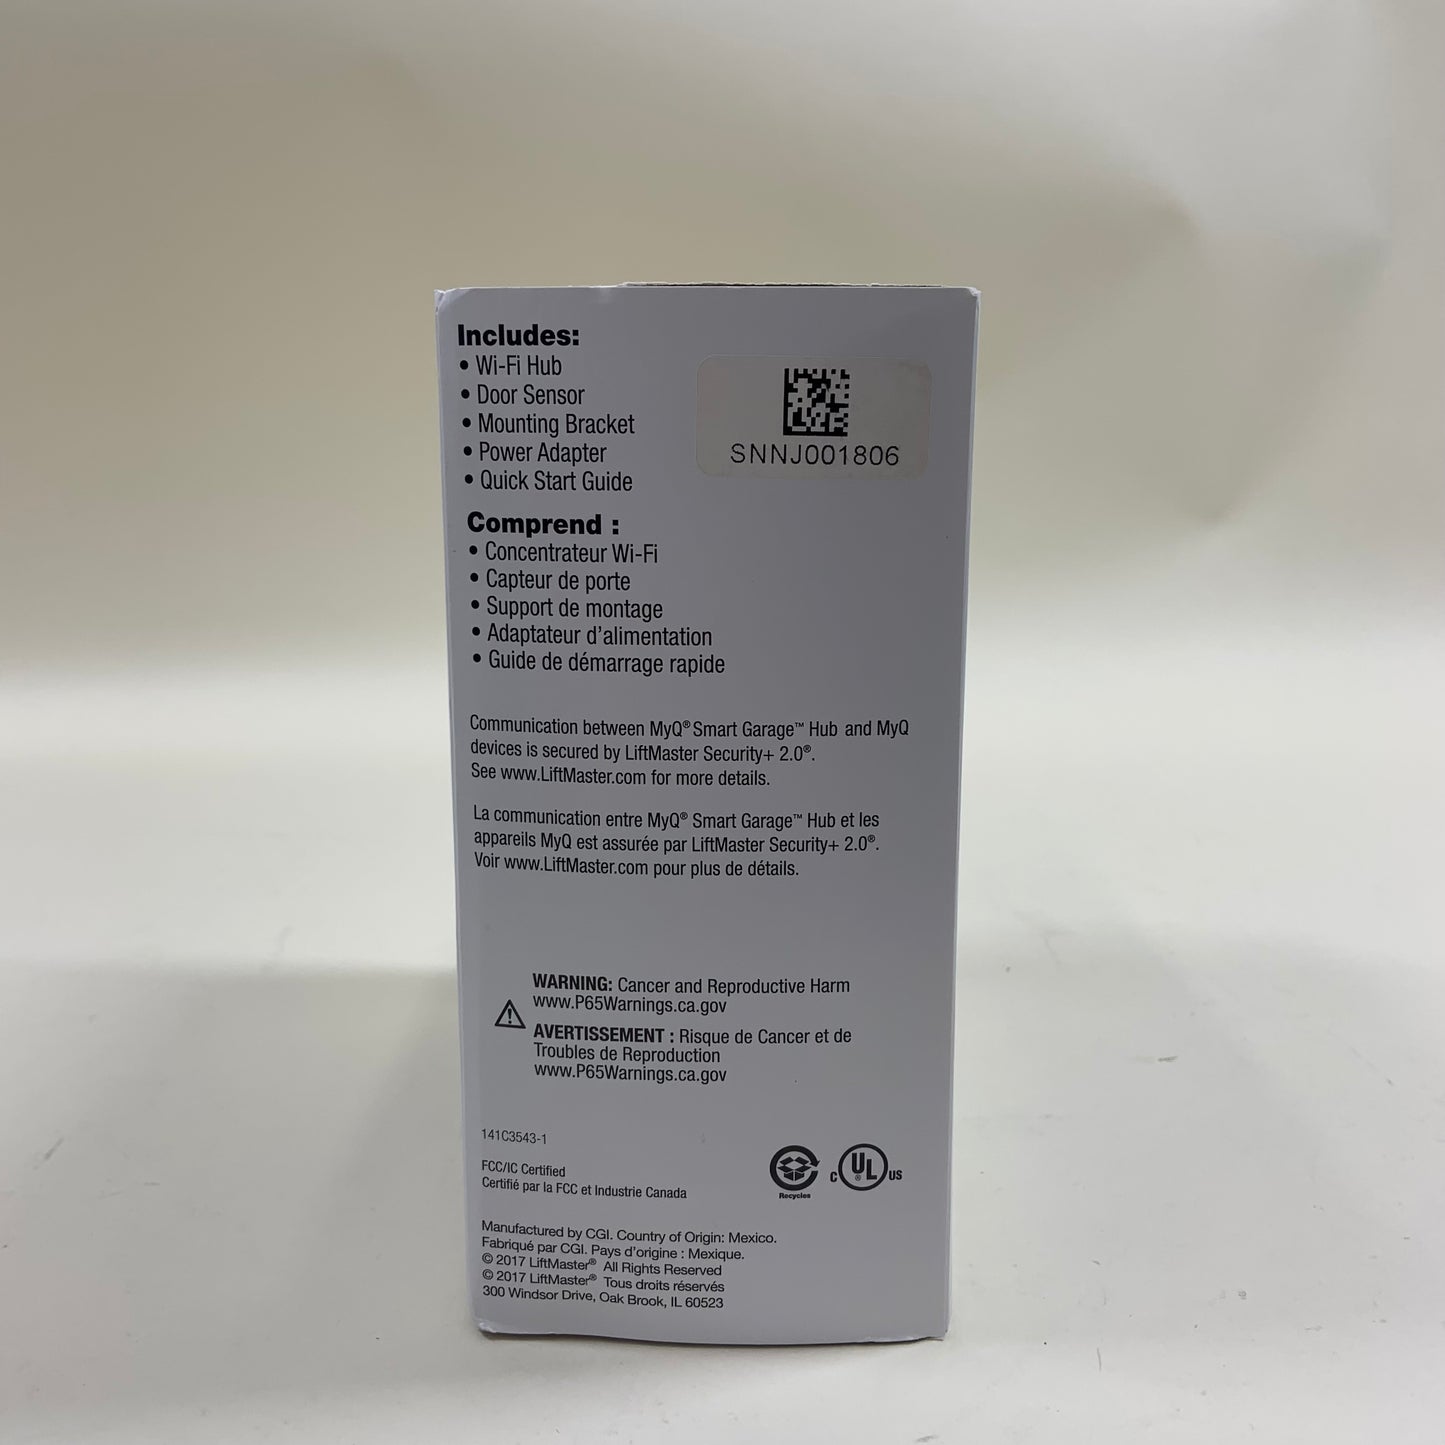 Includes:
• Wi-Fi Hub
• Door Sensor
• Mounting Bracket
• Power Adapter
• Quick Start Guide
SNNJ001806
Comprend :
• Concentrateur Wi-Fi
• Capteur de porte
• Support de montage
• Adaptateur d’alimentation
• Guide de démarrage rapide
Communication between MyQ® Smart Garage™ Hub and MyQ
devices is secured by LiftMaster Security+ 2.0®.
See www.LiftMaster.com for more details.
La communication entre MyQ® Smart Garage™ Hub et les
appareils MyQ est assurée par LiftMaster Security+ 2.0®.
Voir www.LiftMaster.com pour plus de détails.
WARNING: Cancer and Reproductive Harm
www.P65Warnings.ca.gov
AVERTISSEMENT : Risque de Cancer et de
Troubles de Reproduction
www.P65Warnings.ca.gov
141C3543-1
FCC/IC Certified
Certifié par la FCC et Industrie Canada
Recycles
C UL® US
Manufactured by CGI. Country of Origin: Mexico.
Fabriqué par CGI. Pays d’origine : Mexique.
© 2017 LiftMaster® All Rights Reserved
© 2017 LiftMaster® Tous droits réservés
300 Windsor Drive, Oak Brook, IL 60523